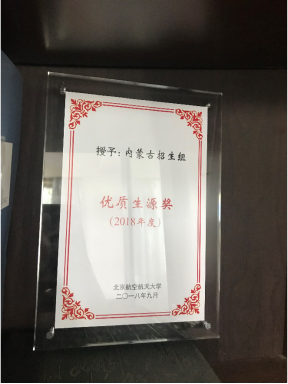 授予：内蒙古招生组
优质生源奖
（2018年度）
北京航空航天大学
二〇一八年九月